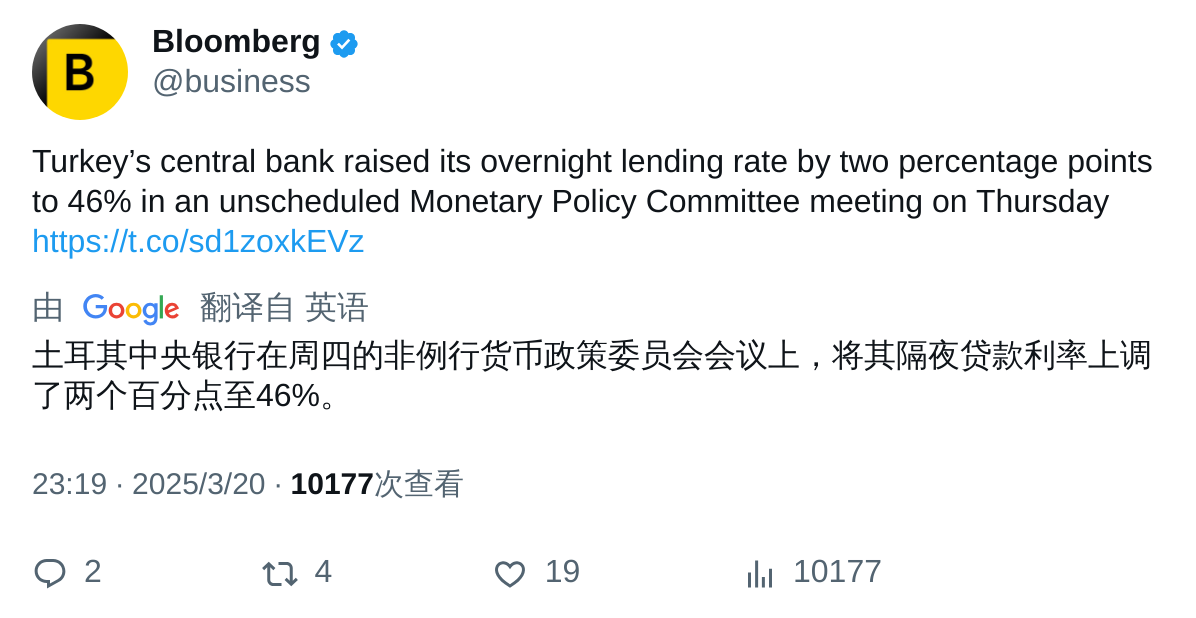 B
Bloomberg
@business
Turkey’s central bank raised its overnight lending rate by two percentage points
to 46% in an unscheduled Monetary Policy Committee meeting on Thursday
https://t.co/sd1zoxkEVz
由 Google 翻译自 英语
土耳其中央银行在周四的非例行货币政策委员会会议上，将其隔夜贷款利率上调
了两个百分点至46%。
23:19 · 2025/3/20 · 10177次查看
2 4 19 10177